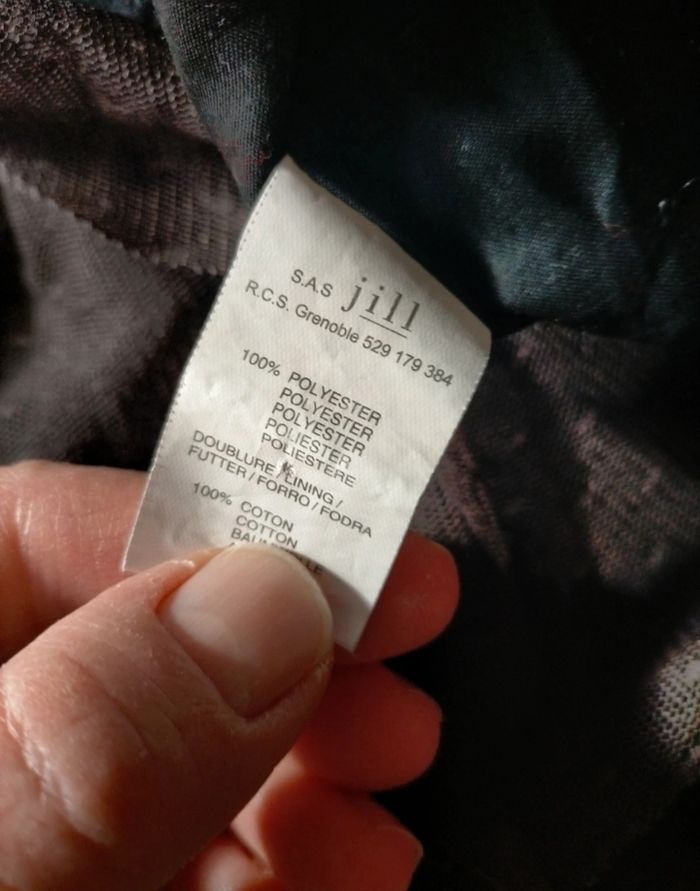 S.A.S jill
R.C.S. Grenoble 529 179 384
100% POLYESTER
POLYESTER
POLYESTER
POLIESTER
POLIESTERE
DOUBLURE / LINING /
FUTTER / FORRO / FODRA
100% COTON
COTTON